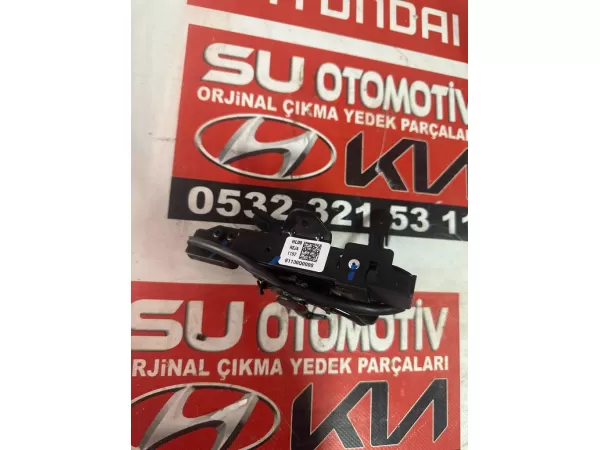 HYUNDAI
SU OTOMOTİV
ORJİNAL ÇIKMA YEDEK PARÇALARI
KIA
0532 321 53 11
81130Q0000
SU OTOMOTİV
ORJİNAL ÇIKMA YEDEK PARÇALARI
KIA